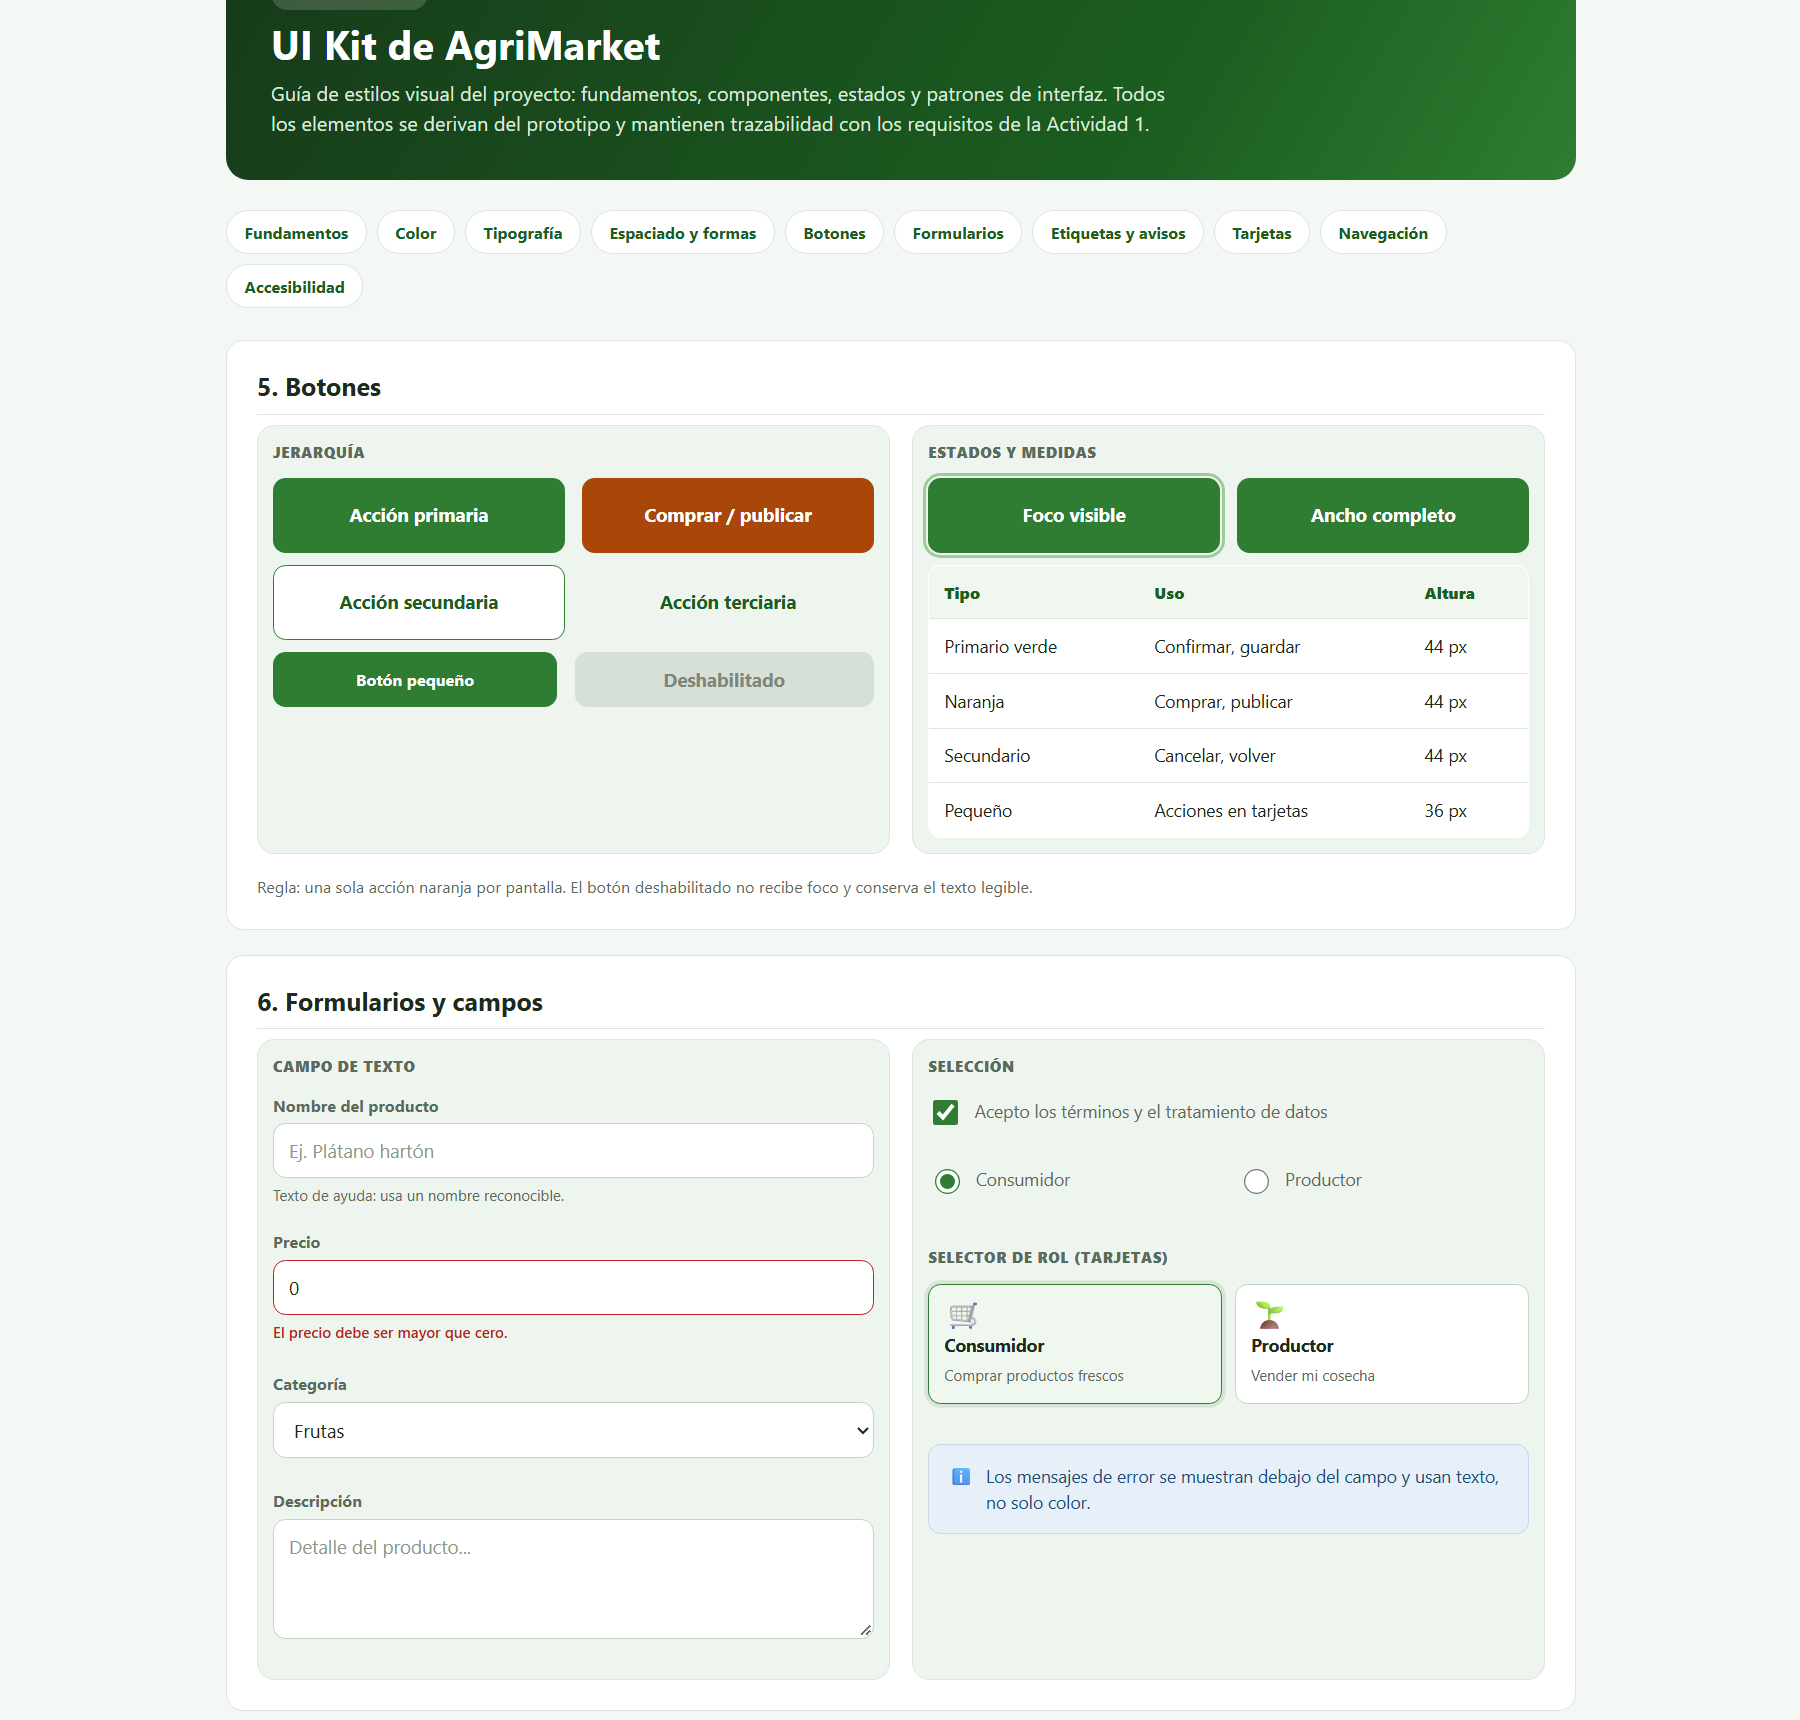 UI Kit de AgriMarket
Guía de estilos visual del proyecto: fundamentos, componentes, estados y patrones de interfaz. Todos
los elementos se derivan del prototipo y mantienen trazabilidad con los requisitos de la Actividad 1.
Fundamentos Color Tipografía Espaciado y formas Botones Formularios Etiquetas y avisos Tarjetas Navegación
Accesibilidad
5. Botones
JERARQUÍA
Acción primaria Comprar / publicar
Acción secundaria Acción terciaria
Botón pequeño Deshabilitado
ESTADOS Y MEDIDAS
Foco visible Ancho completo
Tipo Uso Altura
Primario verde Confirmar, guardar 44 px
Naranja Comprar, publicar 44 px
Secundario Cancelar, volver 44 px
Pequeño Acciones en tarjetas 36 px
Regla: una sola acción naranja por pantalla. El botón deshabilitado no recibe foco y conserva el texto legible.
6. Formularios y campos
CAMPO DE TEXTO
Nombre del producto
Ej. Plátano hartón
Texto de ayuda: usa un nombre reconocible.
Precio
0
El precio debe ser mayor que cero.
Categoría
Frutas
Descripción
Detalle del producto...
SELECCIÓN
Acepto los términos y el tratamiento de datos
Consumidor Productor
SELECTOR DE ROL (TARJETAS)
Consumidor
Comprar productos frescos
Productor
Vender mi cosecha
Los mensajes de error se muestran debajo del campo y usan texto,
no solo color.